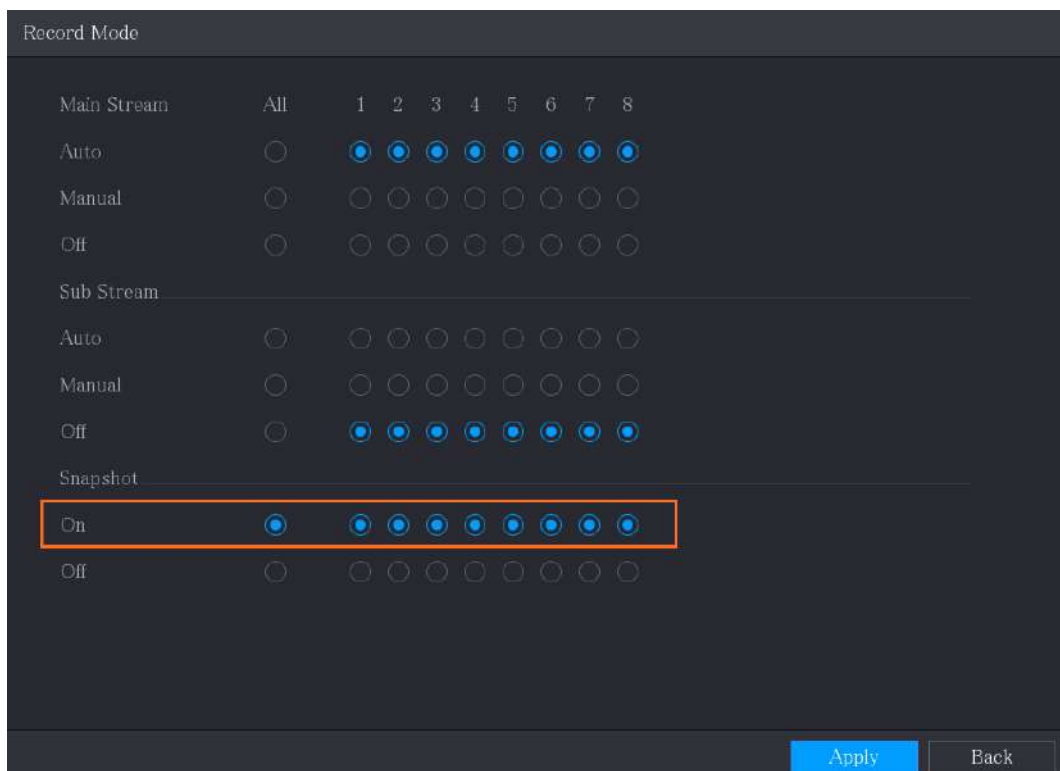 Record Mode
Main Stream All 1 2 3 4 5 6 7 8
Auto
Manual
Off
Sub Stream
Auto
Manual
Off
Snapshot
On
Off
Apply Back